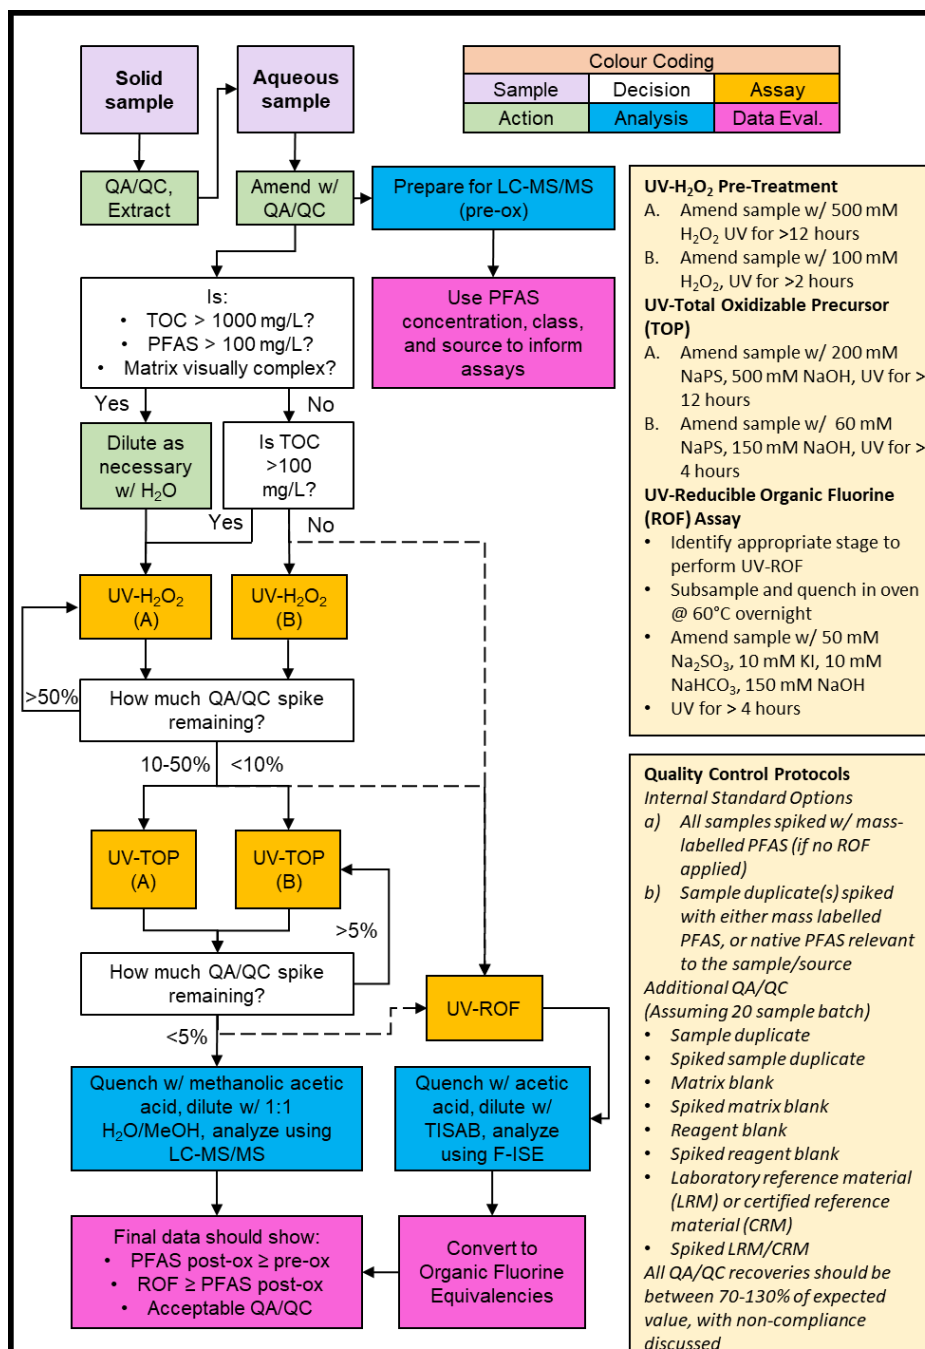 Solid
sample
Aqueous
sample
Colour Coding
Sample
Decision
Assay
Action
Analysis
Data Eval.
QA/QC,
Extract
Amend w/
QA/QC
Prepare for LC-MS/MS
(pre-ox)
Is:
• TOC > 1000 mg/L?
• PFAS > 100 mg/L?
• Matrix visually complex?
Use PFAS
concentration, class,
and source to inform
assays
Yes
No
Dilute as
necessary
w/ H₂O
Is TOC
>100
mg/L?
Yes
No
UV-H₂O₂
(A)
UV-H₂O₂
(B)
>50%
How much QA/QC spike
remaining?
10-50%
<10%
UV-TOP
(A)
UV-TOP
(B)
>5%
How much QA/QC spike
remaining?
<5%
UV-ROF
Quench w/ methanolic acetic
acid, dilute w/ 1:1
H₂O/MeOH, analyze using
LC-MS/MS
Quench w/ acetic
acid, dilute w/
TISAB, analyze
using F-ISE
Final data should show:
• PFAS post-ox ≥ pre-ox
• ROF ≥ PFAS post-ox
• Acceptable QA/QC
Convert to
Organic Fluorine
Equivalencies
UV-H₂O₂ Pre-Treatment
A. Amend sample w/ 500 mM
H₂O₂ UV for >12 hours
B. Amend sample w/ 100 mM
H₂O₂, UV for >2 hours
UV-Total Oxidizable Precursor
(TOP)
A. Amend sample w/ 200 mM
NaPS, 500 mM NaOH, UV for >
12 hours
B. Amend sample w/ 60 mM
NaPS, 150 mM NaOH, UV for >
4 hours
UV-Reducible Organic Fluorine
(ROF) Assay
• Identify appropriate stage to
perform UV-ROF
• Subsample and quench in oven
@ 60°C overnight
• Amend sample w/ 50 mM
Na₂SO₃, 10 mM KI, 10 mM
NaHCO₃, 150 mM NaOH
• UV for > 4 hours
Quality Control Protocols
Internal Standard Options
a) All samples spiked w/ mass-
labelled PFAS (if no ROF
applied)
b) Sample duplicate(s) spiked
with either mass labelled
PFAS, or native PFAS relevant
to the sample/source
Additional QA/QC
(Assuming 20 sample batch)
• Sample duplicate
• Spiked sample duplicate
• Matrix blank
• Spiked matrix blank
• Reagent blank
• Spiked reagent blank
• Laboratory reference material
(LRM) or certified reference
material (CRM)
• Spiked LRM/CRM
All QA/QC recoveries should be
between 70-130% of expected
value, with non-compliance
discussed